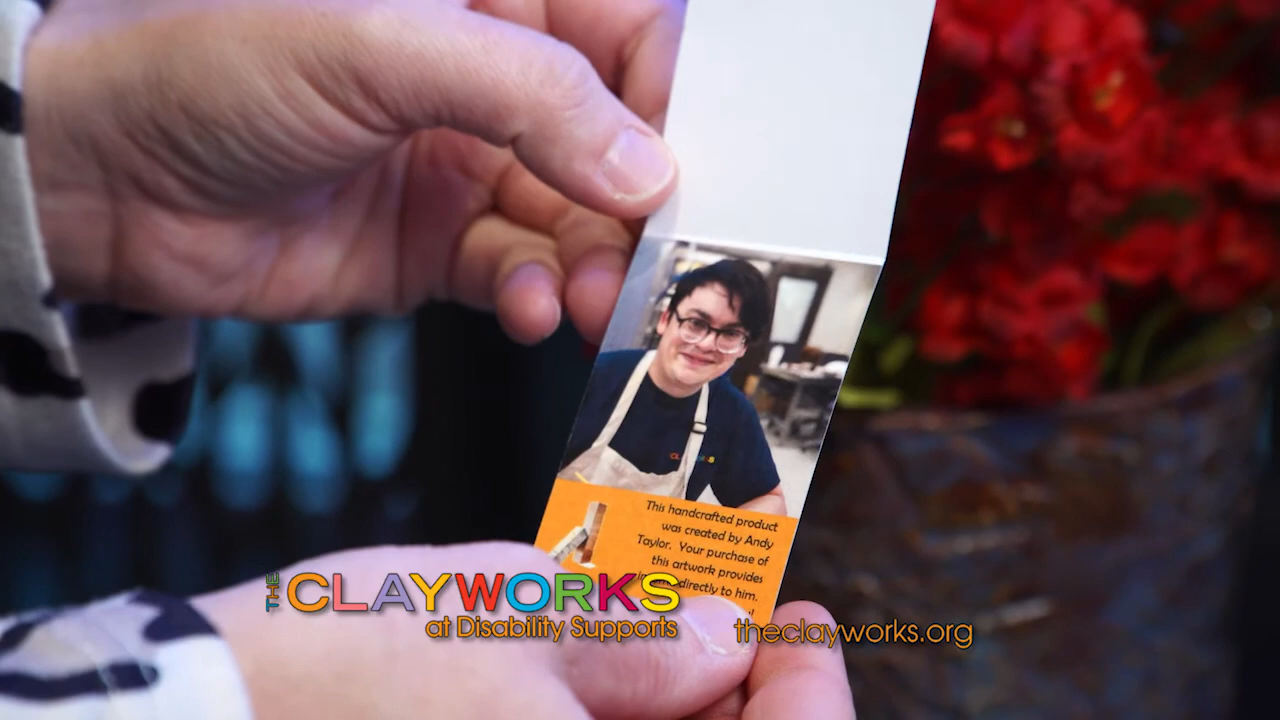 CLAYWORKS
This handcrafted product
was created by Andy
Taylor. Your purchase of
this artwork provides
directly to him.
THE CLAYWORKS
at Disability Supports
theclayworks.org